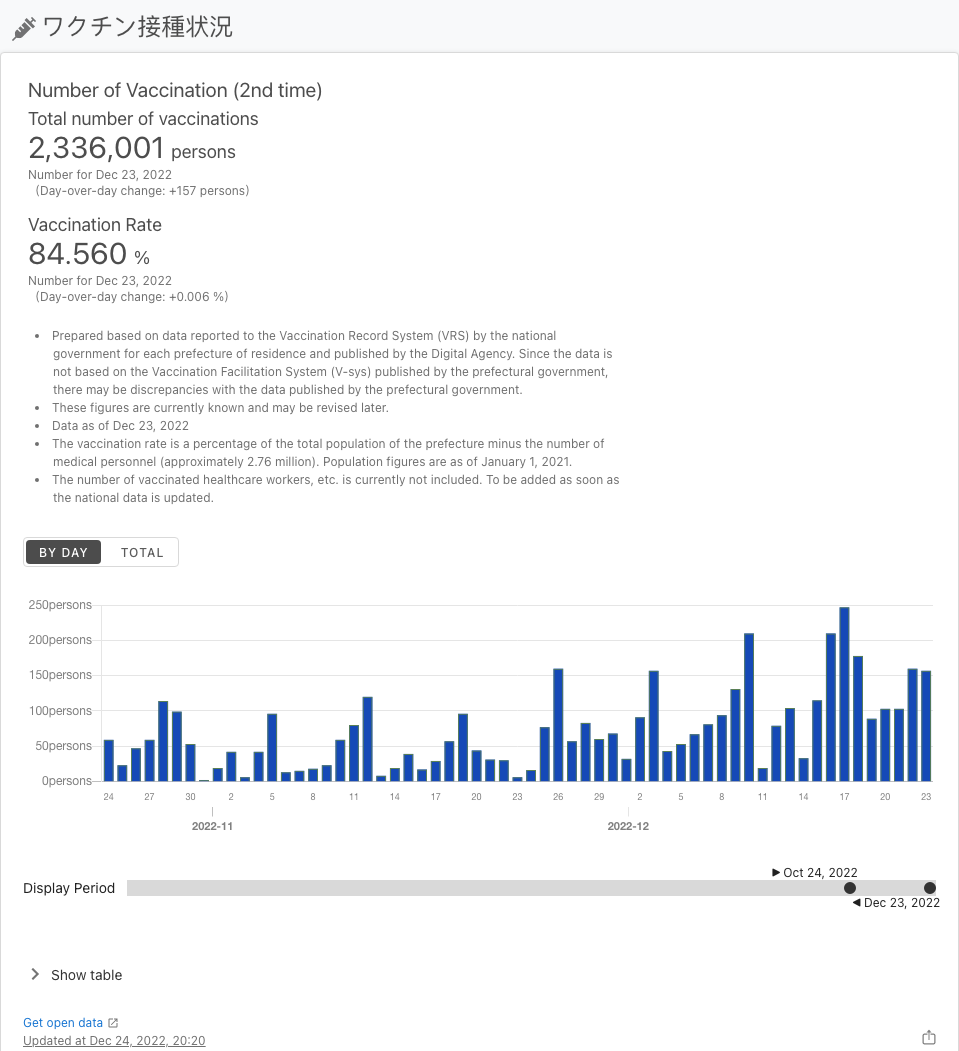 ワクチン接種状況
Number of Vaccination (2nd time)
Total number of vaccinations
2,336,001 persons
Number for Dec 23, 2022
(Day-over-day change: +157 persons)
Vaccination Rate
84.560 %
Number for Dec 23, 2022
(Day-over-day change: +0.006 %)
• Prepared based on data reported to the Vaccination Record System (VRS) by the national
government for each prefecture of residence and published by the Digital Agency. Since the data is
not based on the Vaccination Facilitation System (V-sys) published by the prefectural government,
there may be discrepancies with the data published by the prefectural government.
• These figures are currently known and may be revised later.
• Data as of Dec 23, 2022
• The vaccination rate is a percentage of the total population of the prefecture minus the number of
medical personnel (approximately 2.76 million). Population figures are as of January 1, 2021.
• The number of vaccinated healthcare workers, etc. is currently not included. To be added as soon as
the national data is updated.
BY DAY TOTAL
250persons
200persons
150persons
100persons
50persons
0persons
24 27 30 2 5 8 11 14 17 20 23 26 29 2 5 8 11 14 17 20 23
2022-11 2022-12
Oct 24, 2022
Display Period
Dec 23, 2022
Show table
Get open data
Updated at Dec 24, 2022, 20:20